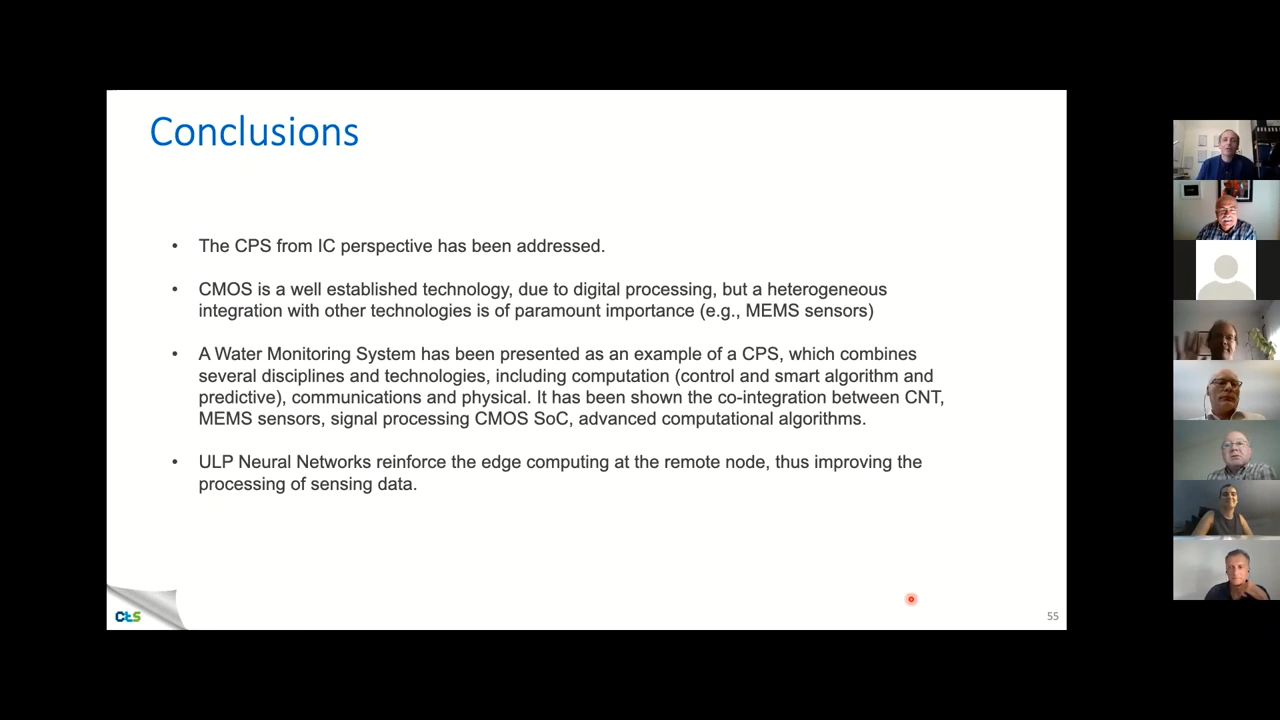 Conclusions
• The CPS from IC perspective has been addressed.
• CMOS is a well established technology, due to digital processing, but a heterogeneous
integration with other technologies is of paramount importance (e.g., MEMS sensors)
• A Water Monitoring System has been presented as an example of a CPS, which combines
several disciplines and technologies, including computation (control and smart algorithm and
predictive), communications and physical. It has been shown the co-integration between CNT,
MEMS sensors, signal processing CMOS SoC, advanced computational algorithms.
• ULP Neural Networks reinforce the edge computing at the remote node, thus improving the
processing of sensing data.
cts
55